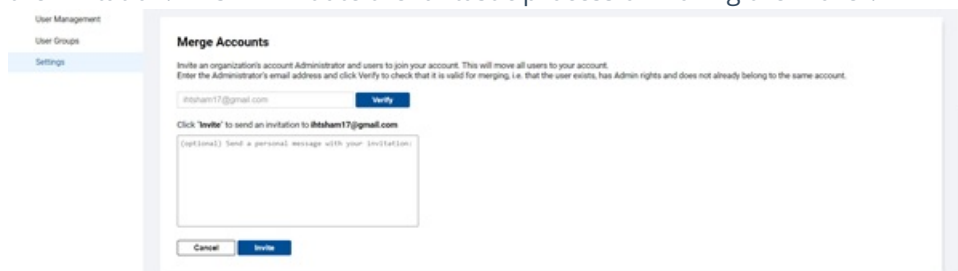 User Management
User Groups
Settings
Merge Accounts
Invite an organization's account Administrator and users to join your account. This will move all users to your account.
Enter the Administrator's email address and click Verify to check that it is valid for merging, i.e. that the user exists, has Admin rights and does not already belong to the same account.
ihtsham17@gmail.com Verify
Click "Invite" to send an invitation to ihtsham17@gmail.com
(optional) Send a personal message with your invitation:
Cancel Invite